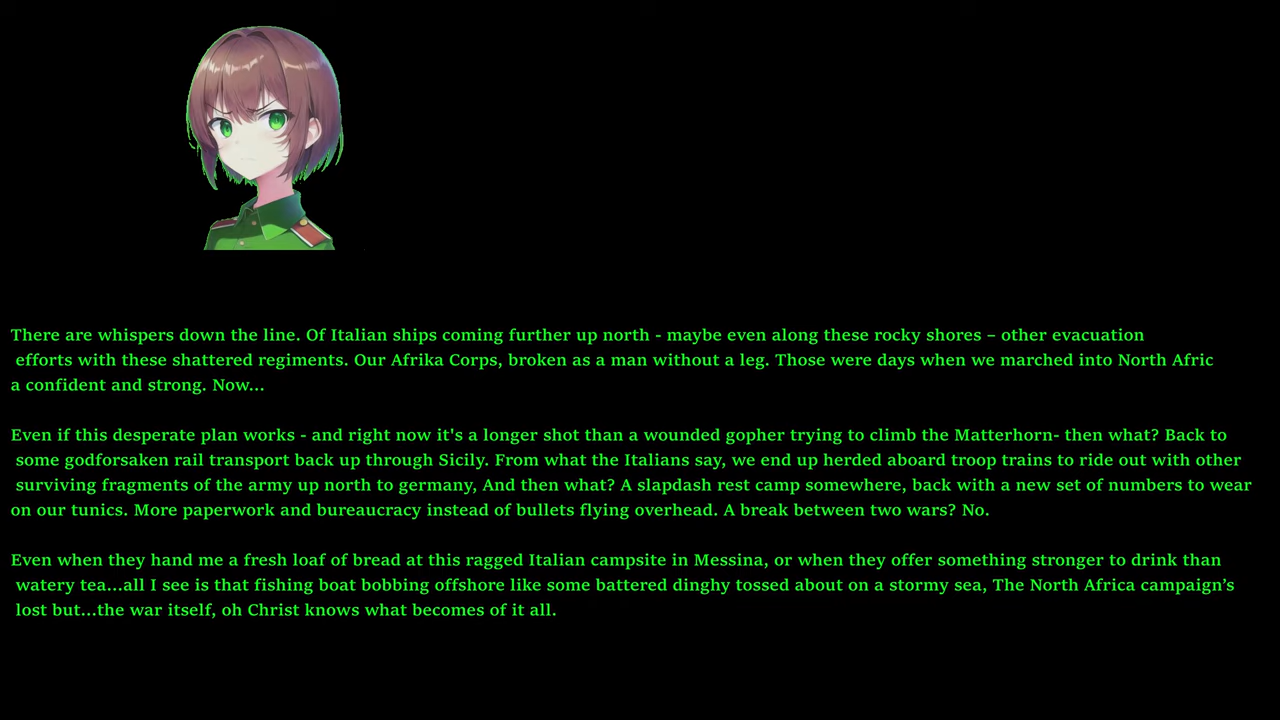 There are whispers down the line. Of Italian ships coming further up north - maybe even along these rocky shores – other evacuation
efforts with these shattered regiments. Our Afrika Corps, broken as a man without a leg. Those were days when we marched into North Afric
a confident and strong. Now...
Even if this desperate plan works - and right now it's a longer shot than a wounded gopher trying to climb the Matterhorn- then what? Back to
some godforsaken rail transport back up through Sicily. From what the Italians say, we end up herded aboard troop trains to ride out with other
surviving fragments of the army up north to germany, And then what? A slapdash rest camp somewhere, back with a new set of numbers to wear
on our tunics. More paperwork and bureaucracy instead of bullets flying overhead. A break between two wars? No.
Even when they hand me a fresh loaf of bread at this ragged Italian campsite in Messina, or when they offer something stronger to drink than
watery tea...all I see is that fishing boat bobbing offshore like some battered dinghy tossed about on a stormy sea, The North Africa campaign’s
lost but...the war itself, oh Christ knows what becomes of it all.